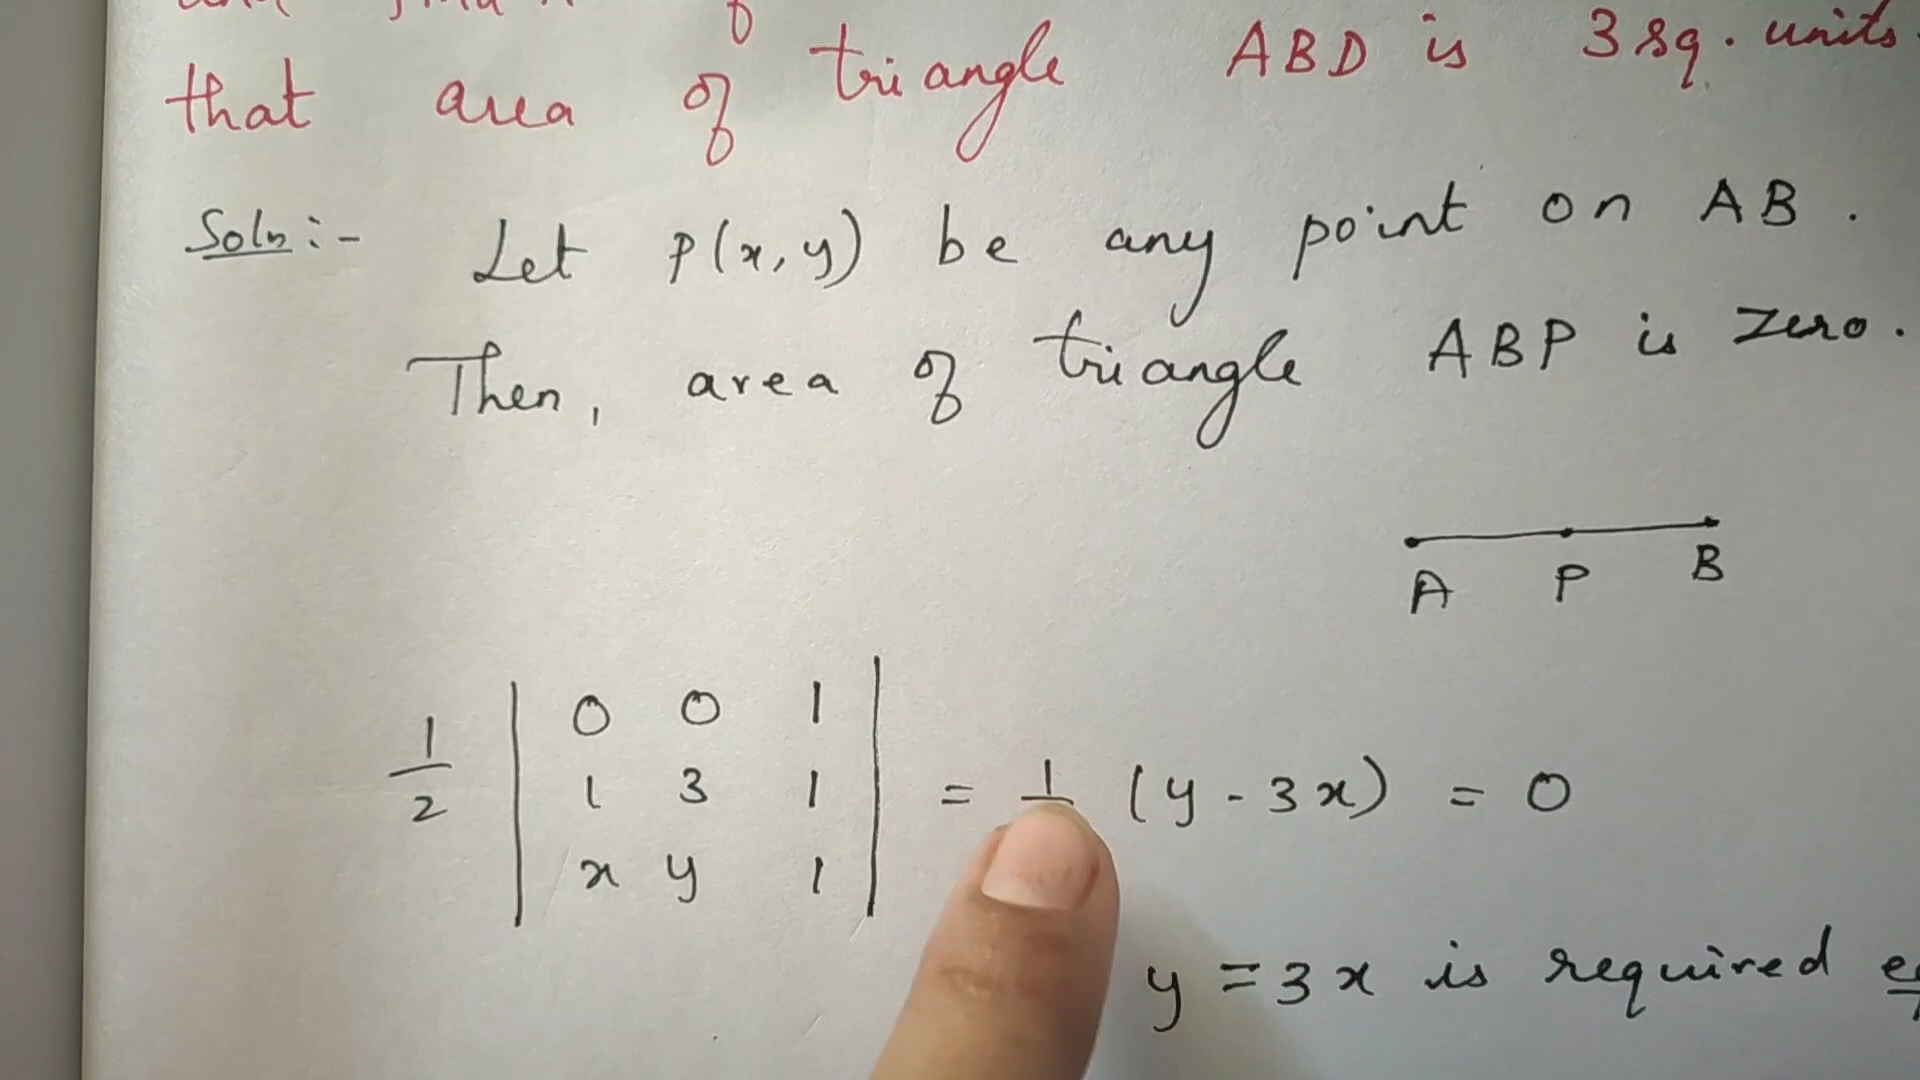 ABD is 3 sq. units.
that area of triangle
Soln :- Let P(x, y) be any point on AB.
Then, area of triangle ABP is zero.
A P B
1/2 | 0 0 1 | = 1 (y - 3x) = 0
1 3 1
x y 1
y = 3x is required